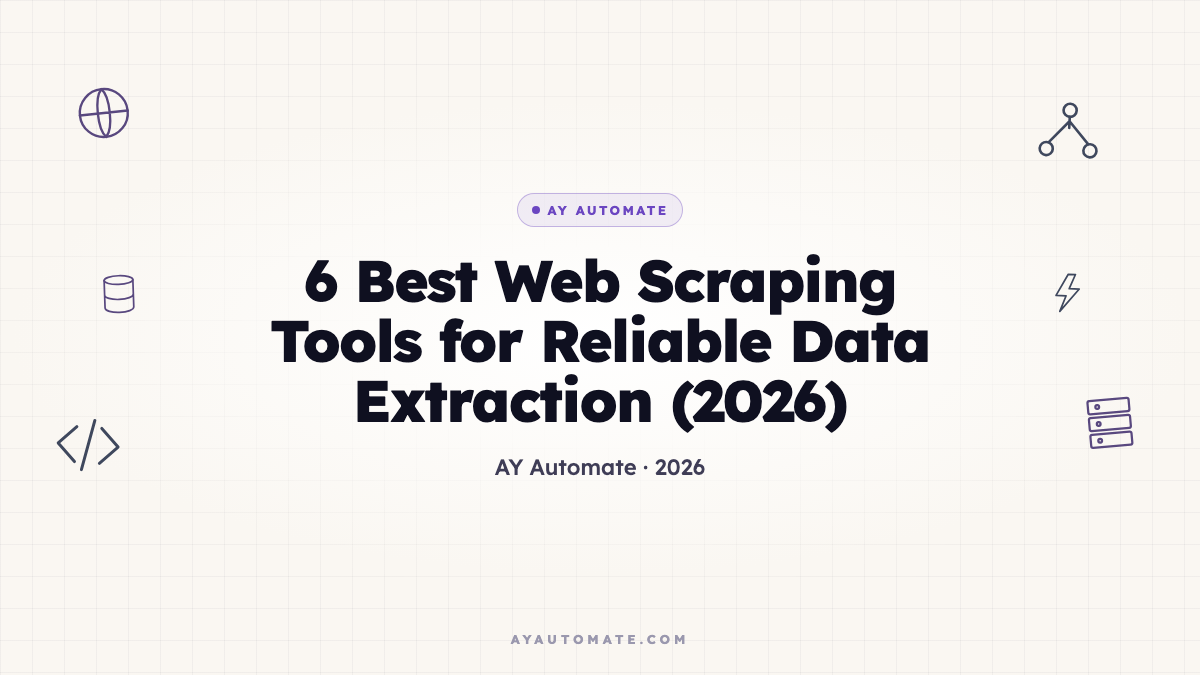 AY AUTOMATE
6 Best Web Scraping
Tools for Reliable Data
Extraction (2026)
AY Automate · 2026
AYAUTOMATE.COM